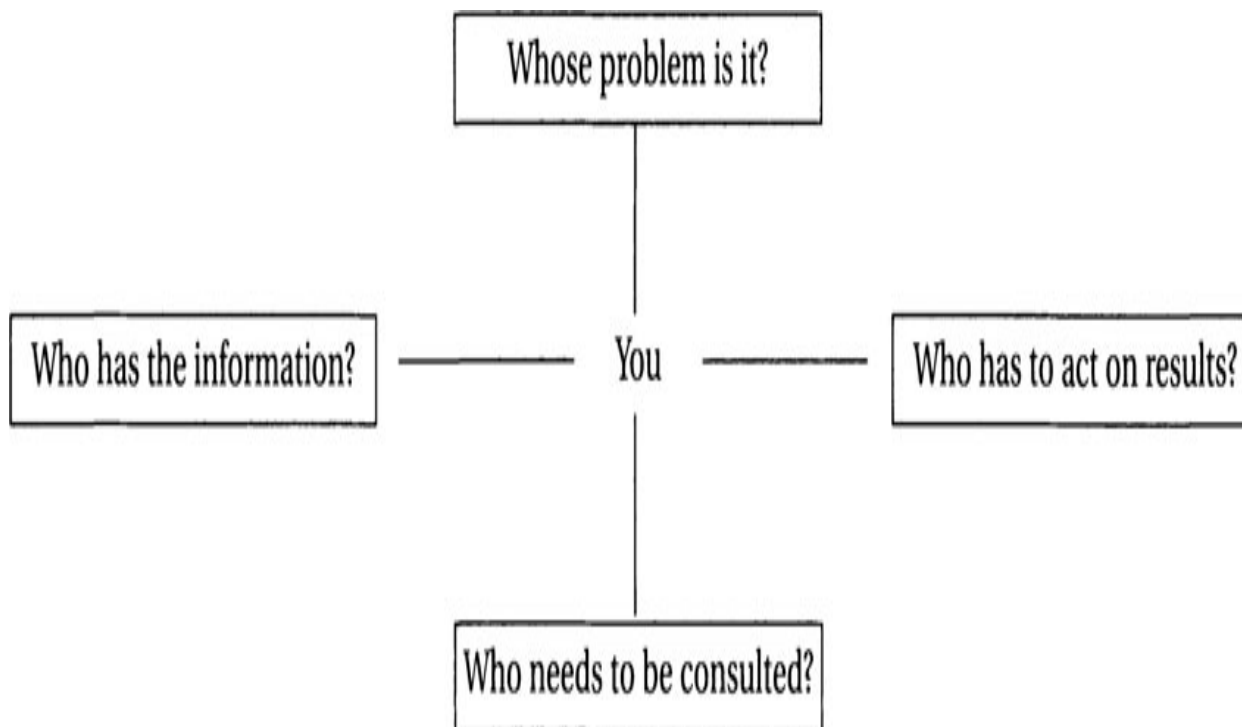 Whose problem is it?
Who has the information?
You
Who has to act on results?
Who needs to be consulted?